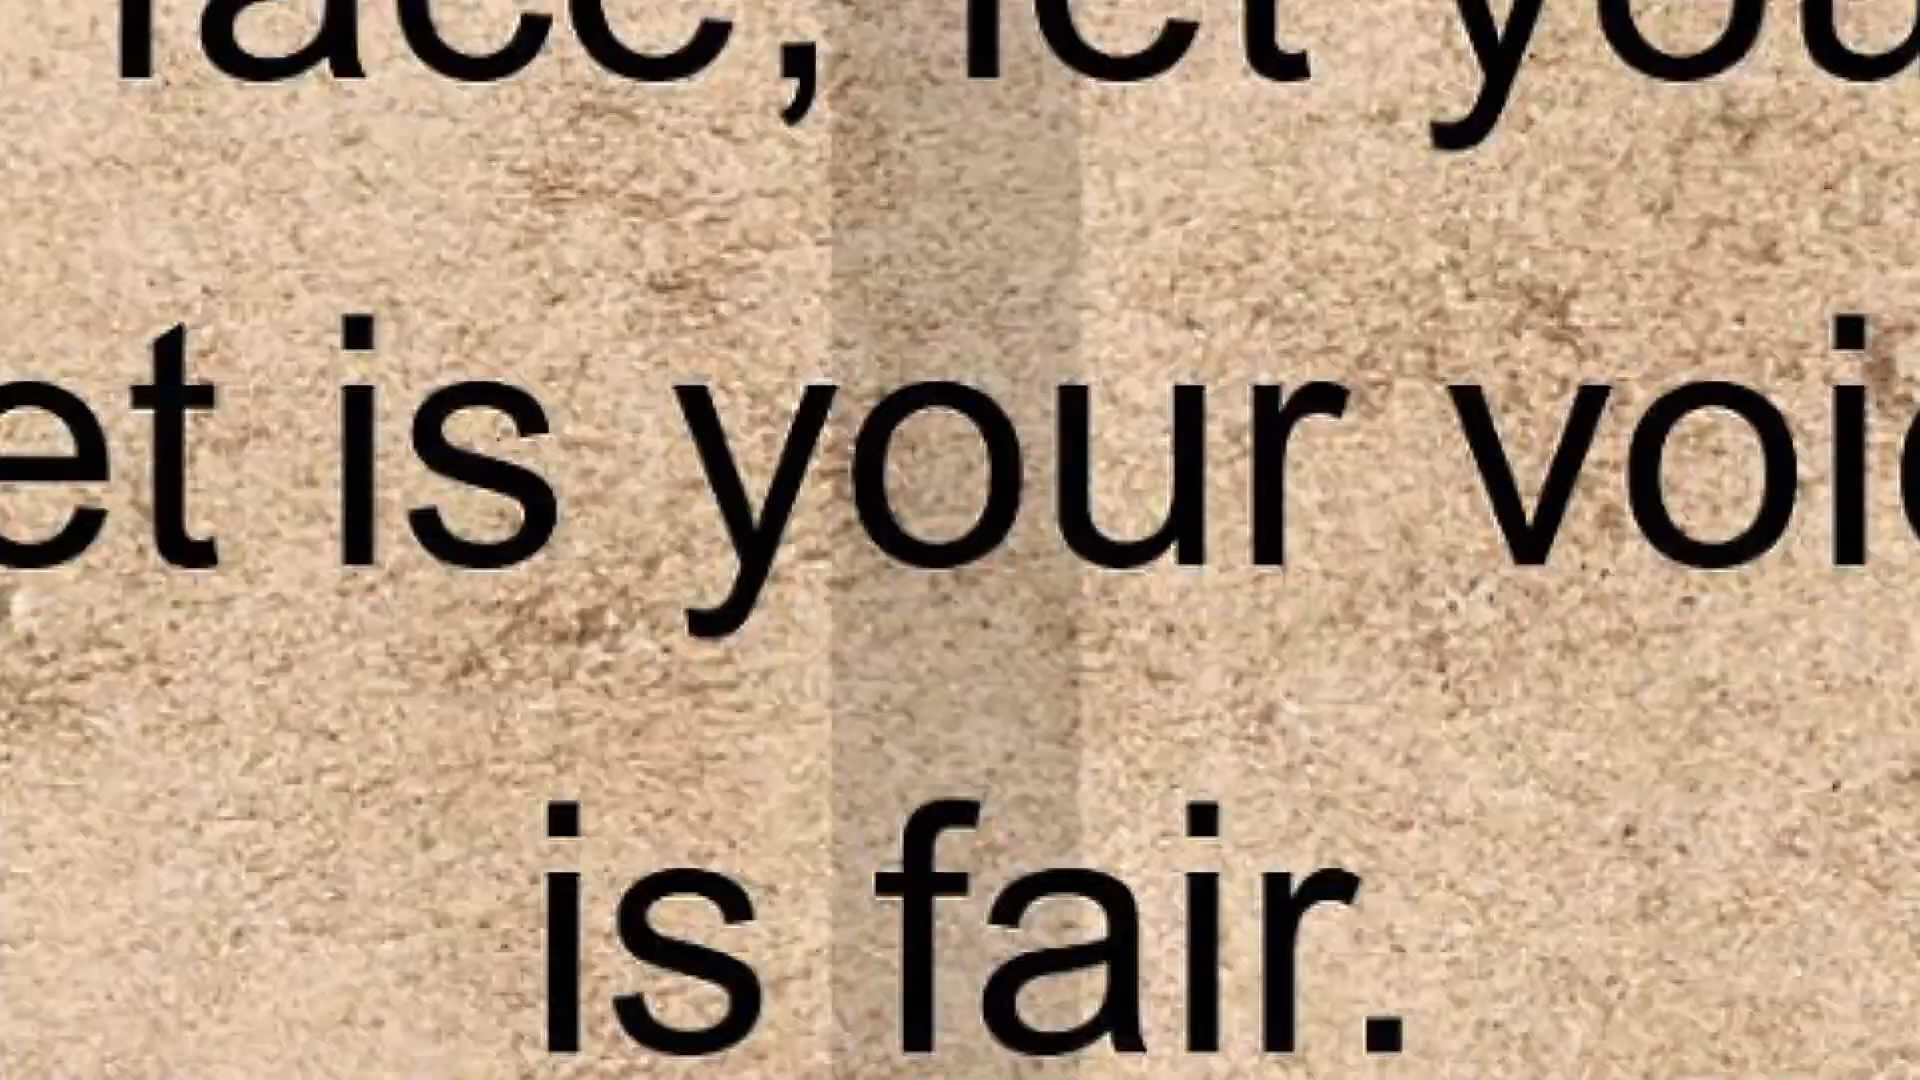 face, let you
et is your voic
is fair.